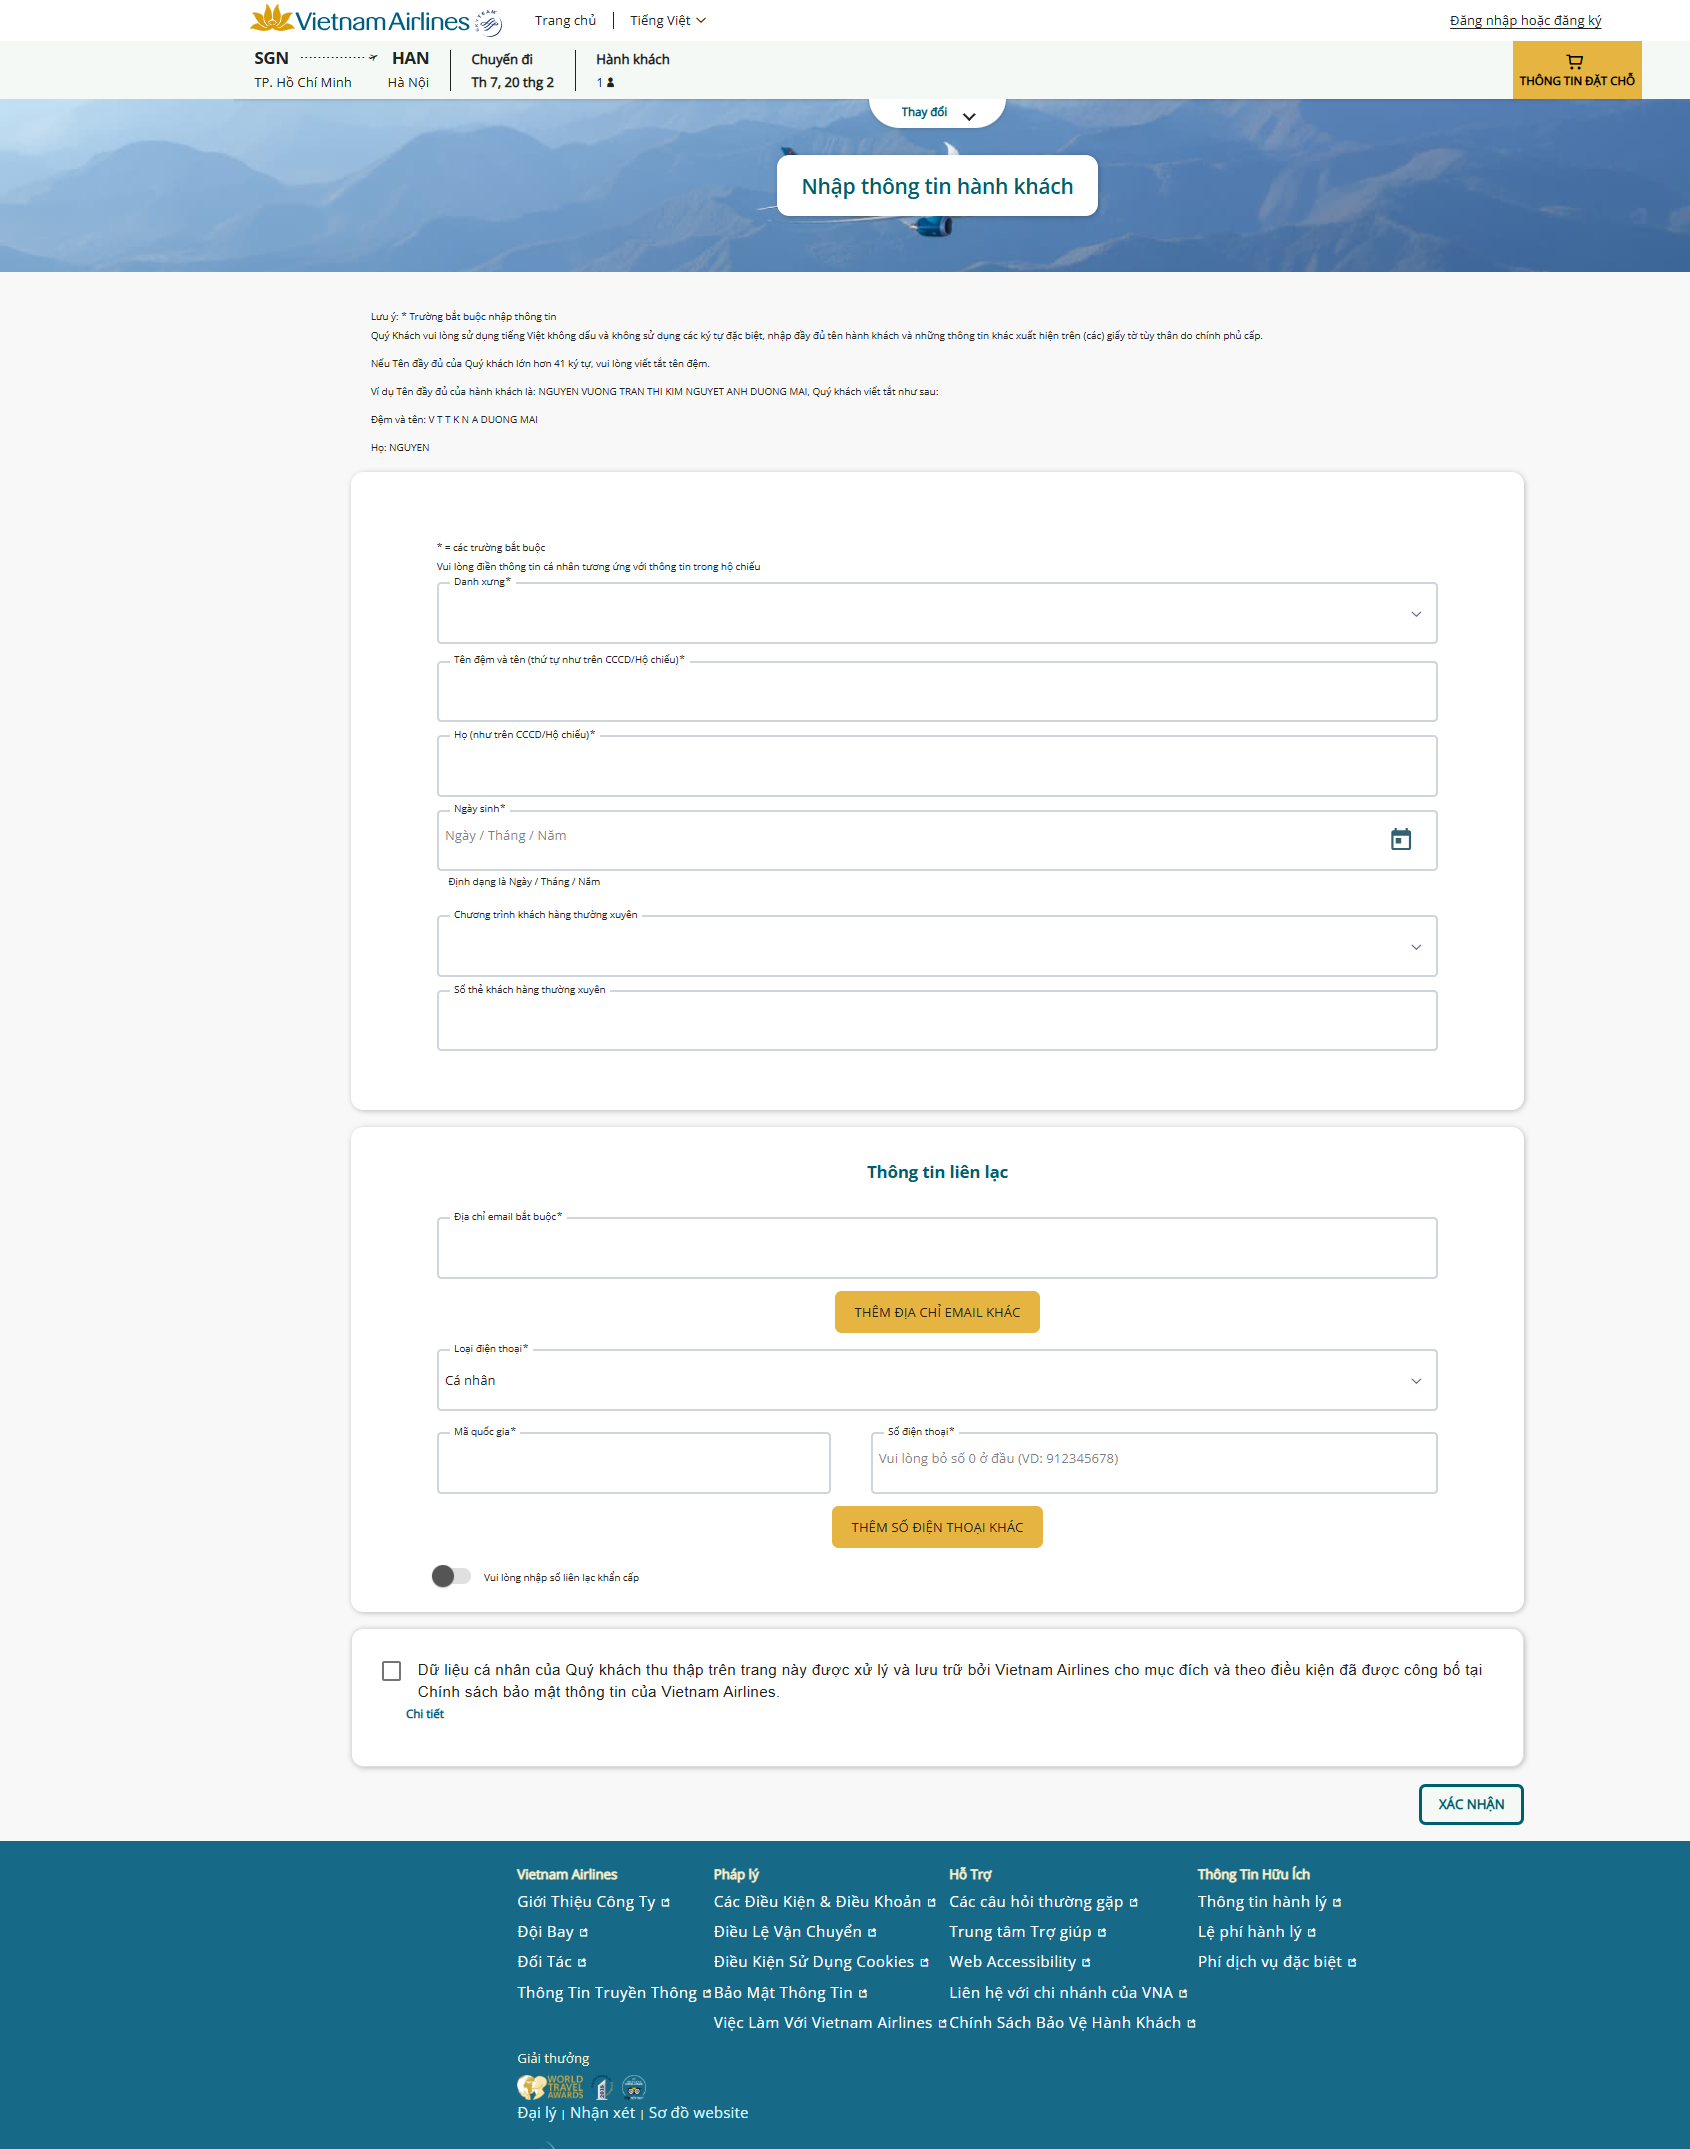 Vietnam Airlines
Trang chủ
Tiếng Việt
Đăng nhập hoặc đăng ký
SGN
HAN
TP. Hồ Chí Minh
Hà Nội
Chuyến đi
Th 7, 20 thg 2
Hành khách
1
THÔNG TIN ĐẶT CHỖ
Thay đổi
Nhập thông tin hành khách
Lưu ý: * Trường bắt buộc nhập thông tin
Quý Khách vui lòng sử dụng tiếng Việt không dấu và không sử dụng các ký tự đặc biệt, nhập đầy đủ tên hành khách và những thông tin khác xuất hiện trên (các) giấy tờ tùy thân do chính phủ cấp.
Nếu Tên đầy đủ của Quý khách lớn hơn 41 ký tự, vui lòng viết tắt tên đệm.
Ví dụ Tên đầy đủ của hành khách là: NGUYEN VUONG TRAN THI KIM NGUYET ANH DUONG MAI, Quý khách viết tắt như sau:
Đệm và tên: V T T K N A DUONG MAI
Họ: NGUYEN
* = các trường bắt buộc
Vui lòng điền thông tin cá nhân tương ứng với thông tin trong hộ chiếu
Danh xưng*
Tên đệm và tên (thứ tự như trên CCCD/Hộ chiếu)*
Họ (như trên CCCD/Hộ chiếu)*
Ngày sinh*
Ngày / Tháng / Năm
Định dạng là Ngày / Tháng / Năm
Chương trình khách hàng thường xuyên
Số thẻ khách hàng thường xuyên
Thông tin liên lạc
Địa chỉ email bắt buộc*
THÊM ĐỊA CHỈ EMAIL KHÁC
Loại điện thoại*
Cá nhân
Mã quốc gia*
Số điện thoại*
Vui lòng bỏ số 0 ở đầu (VD: 912345678)
THÊM SỐ ĐIỆN THOẠI KHÁC
Vui lòng nhập số liên lạc khẩn cấp
Dữ liệu cá nhân của Quý khách thu thập trên trang này được xử lý và lưu trữ bởi Vietnam Airlines cho mục đích và theo điều kiện đã được công bố tại
Chính sách bảo mật thông tin của Vietnam Airlines.
Chi tiết
XÁC NHẬN
Vietnam Airlines
Giới Thiệu Công Ty
Đội Bay
Đối Tác
Thông Tin Truyền Thông
Pháp lý
Các Điều Kiện & Điều Khoản
Điều Lệ Vận Chuyển
Điều Kiện Sử Dụng Cookies
Bảo Mật Thông Tin
Việc Làm Với Vietnam Airlines
Hỗ Trợ
Các câu hỏi thường gặp
Trung tâm Trợ giúp
Web Accessibility
Liên hệ với chi nhánh của VNA
Chính Sách Bảo Vệ Hành Khách
Thông Tin Hữu Ích
Thông tin hành lý
Lệ phí hành lý
Phí dịch vụ đặc biệt
Giải thưởng
WORLD
TRAVEL
AWARDS
Đại lý | Nhận xét | Sơ đồ website